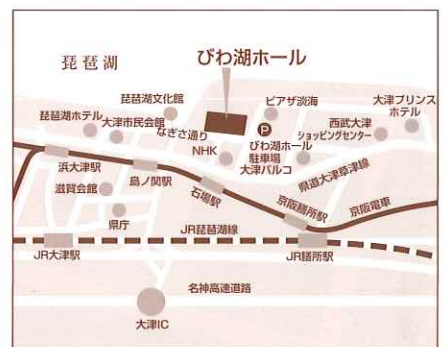 琵琶湖
びわ湖ホール
琵琶湖文化館
ピアザ淡海
大津プリンス
ホテル
琵琶湖ホテル
大津市民会館
なぎさ通り
P
西武大津
ショッピングセンター
NHK
びわ湖ホール
駐車場
大津パルコ
浜大津駅
島ノ関駅
石場駅
県道大津草津線
滋賀会館
京阪膳所駅
京阪電車
県庁
JR琵琶湖線
JR大津駅
JR膳所駅
名神高速道路
大津IC